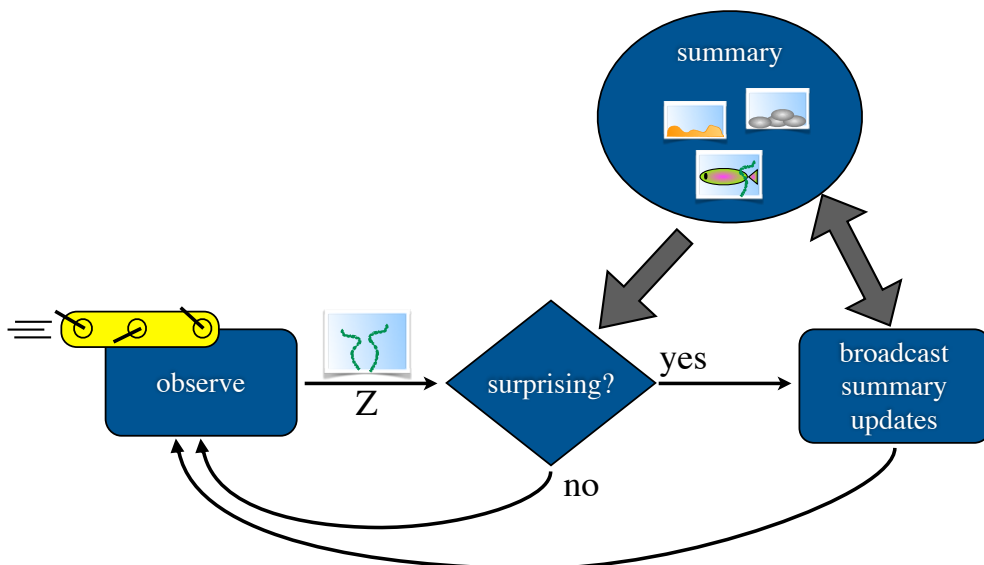 summary
observe
Z
surprising?
yes
no
broadcast
summary
updates